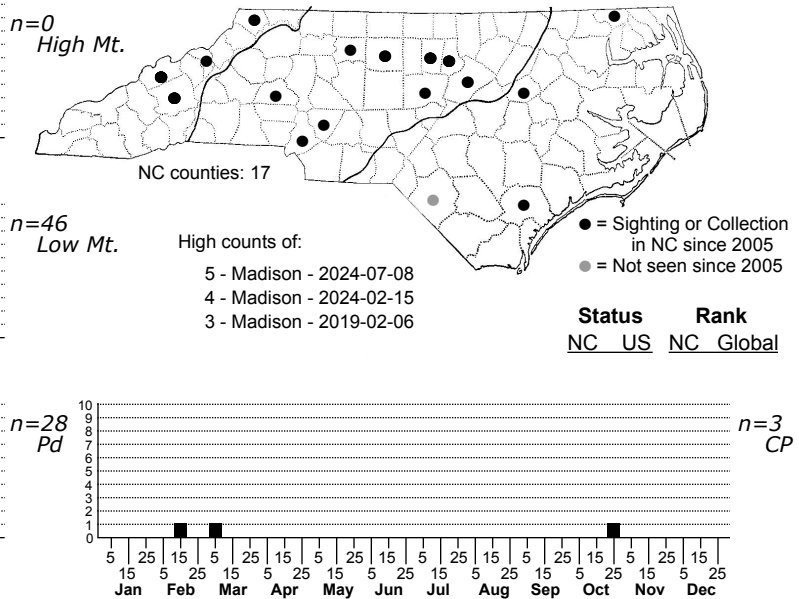 n=0
High Mt.
NC counties: 17
n=46
Low Mt.
High counts of:
5 - Madison - 2024-07-08
4 - Madison - 2024-02-15
3 - Madison - 2019-02-06
= Sighting or Collection
in NC since 2005
= Not seen since 2005
Status Rank
NC US NC Global
n=28
Pd
n=3
CP
10
9
8
7
6
5
4
3
2
1
0
5 25 15 5 25 15 5 25 15 5 25 15 5 25 15 5 25 15
15 5 25 15 5 25 15 5 25 15 5 25 15 5 25 15 5 25
Jan Feb Mar Apr May Jun Jul Aug Sep Oct Nov Dec